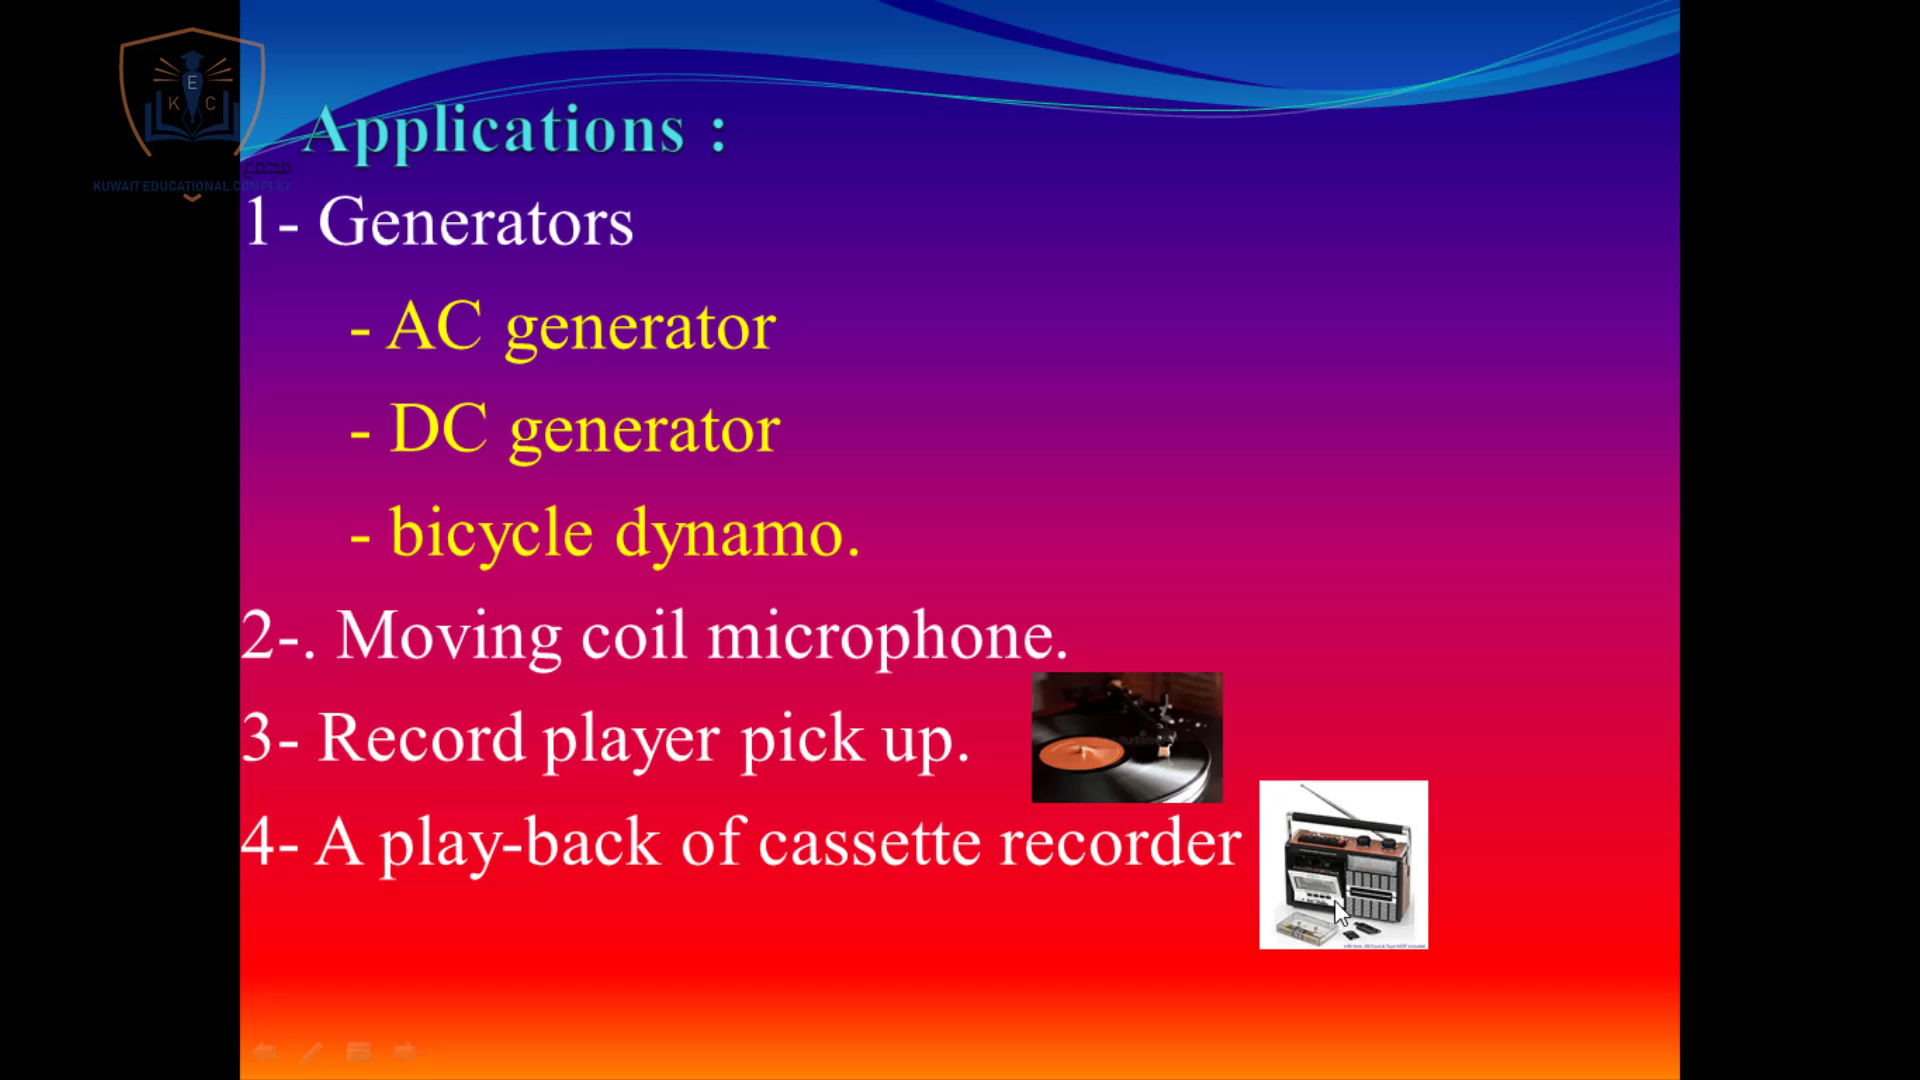 E
K C
مجمع
KUWAIT EDUCATIONAL COMPLEX
Applications :
1- Generators
- AC generator
- DC generator
- bicycle dynamo.
2-. Moving coil microphone.
3- Record player pick up.
4- A play-back of cassette recorder